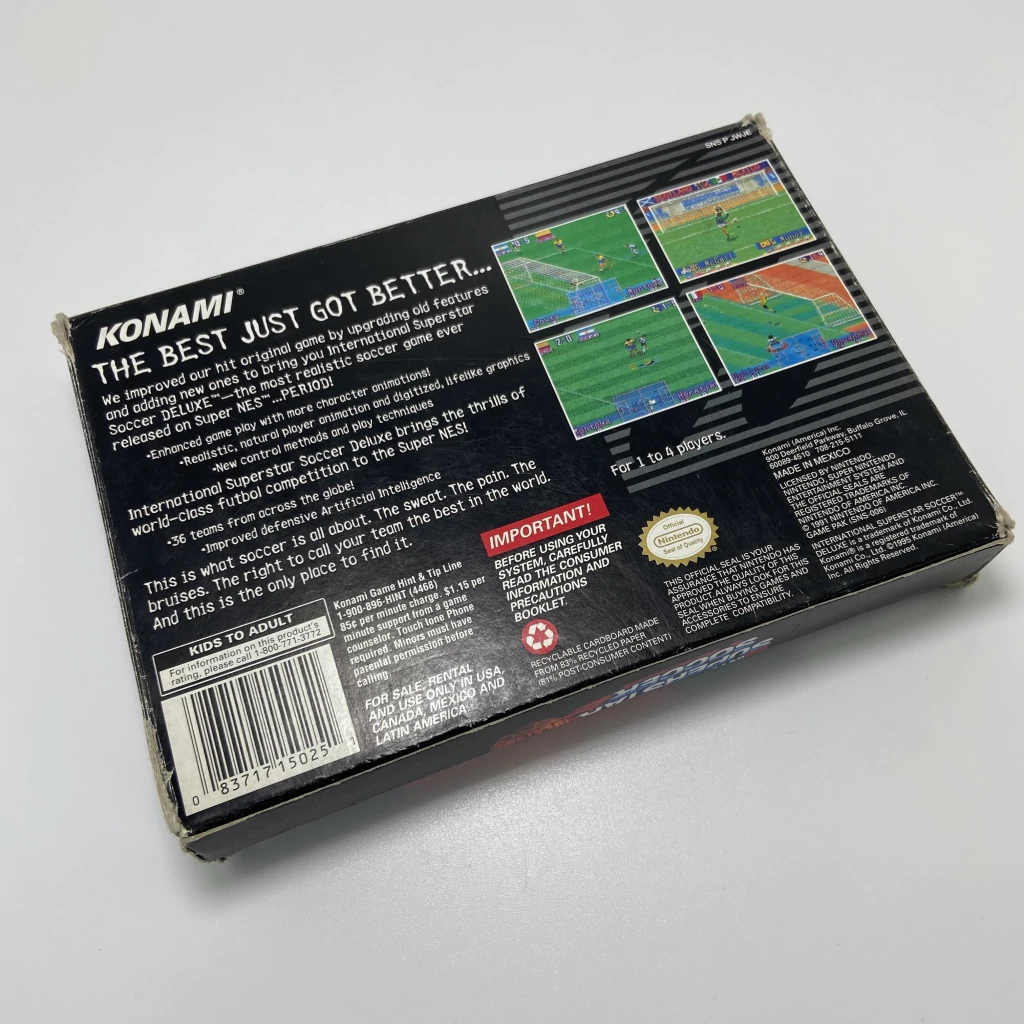 KONAMI®
THE BEST JUST GOT BETTER...
We improved our hit original game by upgrading old features
and adding new ones to bring you International Superstar
Soccer DELUXE™—the most realistic soccer game ever
released on Super NES™...PERIOD!
•Enhanced game play with more character animations!
•Realistic, natural player animation and digitized, lifelike graphics
•New control methods and play techniques
International Superstar Soccer Deluxe brings the thrills of
world-class futbol competition to the Super NES!
•36 teams from across the globe!
•Improved defensive Artificial Intelligence
This is what soccer is all about. The sweat. The pain. The
bruises. The right to call your team the best in the world.
And this is the only place to find it.
KIDS TO ADULT
For information on this product's
rating, please call 1-800-771-3772
0 83717 15025 1
Konami Game Hint & Tip Line
1-900-896-HINT (4468)
85¢ per minute charge $1.15 per
minute support from a game
counselor. Touch tone Phone
required. Minors must have
parental permission before
calling.
FOR SALE, RENTAL
AND USE ONLY IN USA,
CANADA, MEXICO AND
LATIN AMERICA.
IMPORTANT!
BEFORE USING YOUR
SYSTEM, CAREFULLY
READ THE CONSUMER
INFORMATION AND
PRECAUTIONS
BOOKLET.
RECYCLABLE CARDBOARD MADE
FROM 83% RECYCLED PAPER
(81% POST-CONSUMER CONTENT)
SNS P JWJE
For 1 to 4 players.
Official
Nintendo
Seal of Quality
THIS OFFICIAL SEAL IS YOUR
ASSURANCE THAT NINTENDO HAS
APPROVED THE QUALITY OF THIS
PRODUCT. ALWAYS LOOK FOR THIS
SEAL WHEN BUYING GAMES AND
ACCESSORIES TO ENSURE
COMPLETE COMPATIBILITY.
Konami (America) Inc.
900 Deerfield Parkway, Buffalo Grove, IL
60089-4510 708-215-5111
MADE IN MEXICO
LICENSED BY NINTENDO
NINTENDO, SUPER NINTENDO
ENTERTAINMENT SYSTEM AND
THE OFFICIAL SEALS ARE
REGISTERED TRADEMARKS OF
NINTENDO OF AMERICA INC.
© 1991 NINTENDO OF AMERICA INC.
GAME PAK (SNS-006)
INTERNATIONAL SUPERSTAR SOCCER™
DELUXE is a trademark of Konami Co., Ltd.
Konami® is a registered trademark of
Konami Co., Ltd. © 1995 Konami (America)
Inc. All Rights Reserved.
SUPERSTAR
SOCCER